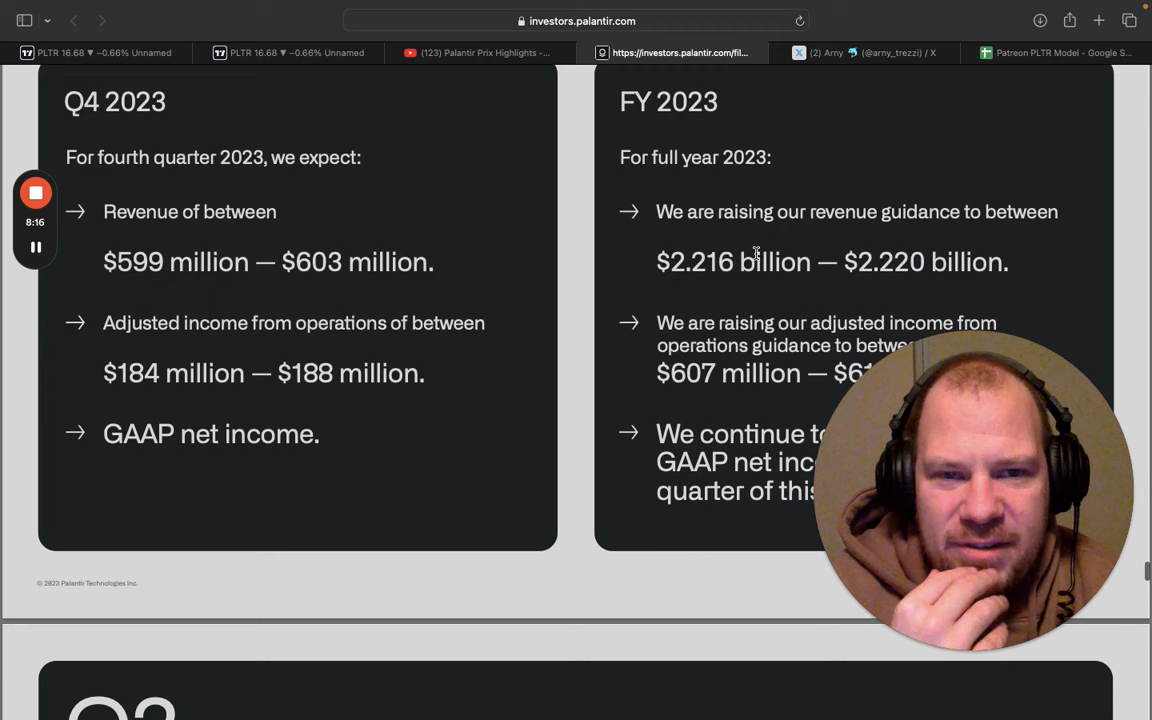 investors.palantir.com
PLTR 16.68 ▼ −0.66% Unnamed
PLTR 16.68 ▼ −0.66% Unnamed
(123) Palantir Prix Highlights -...
https://investors.palantir.com/fil...
(2) Arny 🐬 (@arny_trezzi) / X
Patreon PLTR Model - Google S...
8:16
Q4 2023
For fourth quarter 2023, we expect:
→ Revenue of between
$599 million — $603 million.
→ Adjusted income from operations of between
$184 million — $188 million.
→ GAAP net income.
FY 2023
For full year 2023:
→ We are raising our revenue guidance to between
$2.216 billion — $2.220 billion.
→ We are raising our adjusted income from
operations guidance to
$607 million —
→ We continue
GAAP net
quarter of
© 2023 Palantir Technologies Inc.